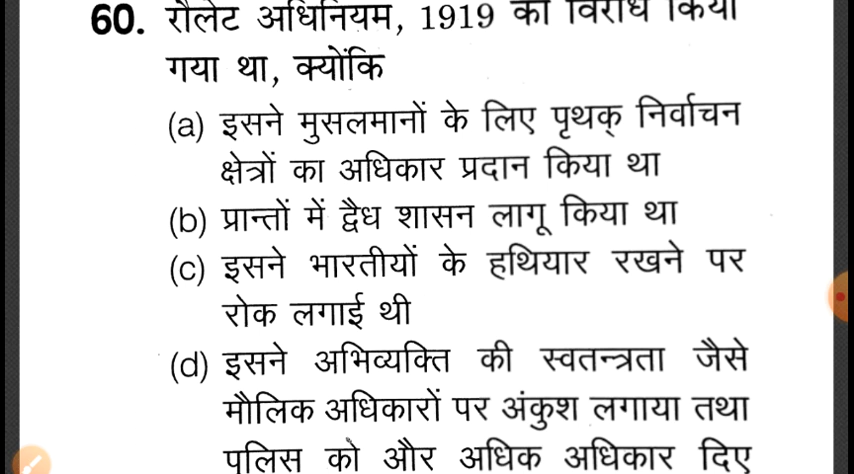 60. रौलेट अधिनियम, 1919 का विरोध किया
गया था, क्योंकि
(a) इसने मुसलमानों के लिए पृथक् निर्वाचन
क्षेत्रों का अधिकार प्रदान किया था
(b) प्रान्तों में द्वैध शासन लागू किया था
(c) इसने भारतीयों के हथियार रखने पर
रोक लगाई थी
(d) इसने अभिव्यक्ति की स्वतन्त्रता जैसे
मौलिक अधिकारों पर अंकुश लगाया तथा
पुलिस को और अधिक अधिकार दिए